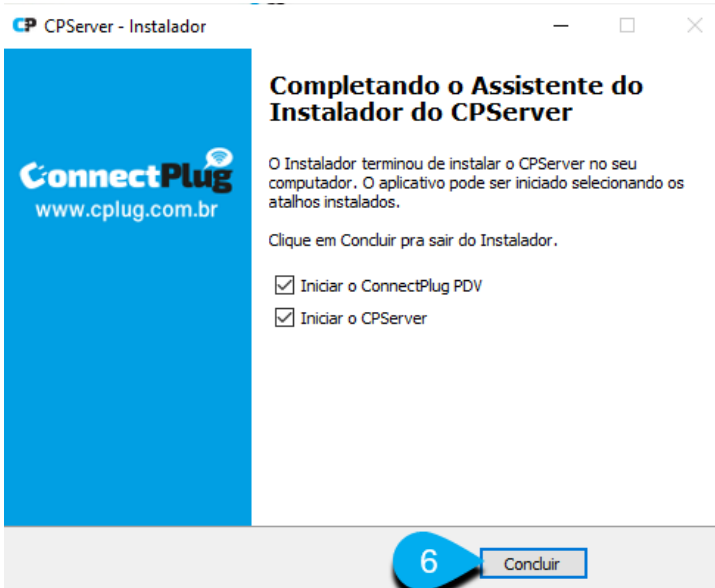 CP CPServer - Instalador
Completando o Assistente do
Instalador do CPServer
ConnectPlug
www.cplug.com.br
O Instalador terminou de instalar o CPServer no seu
computador. O aplicativo pode ser iniciado selecionando os
atalhos instalados.
Clique em Concluir pra sair do Instalador.
Iniciar o ConnectPlug PDV
Iniciar o CPServer
6
Concluir